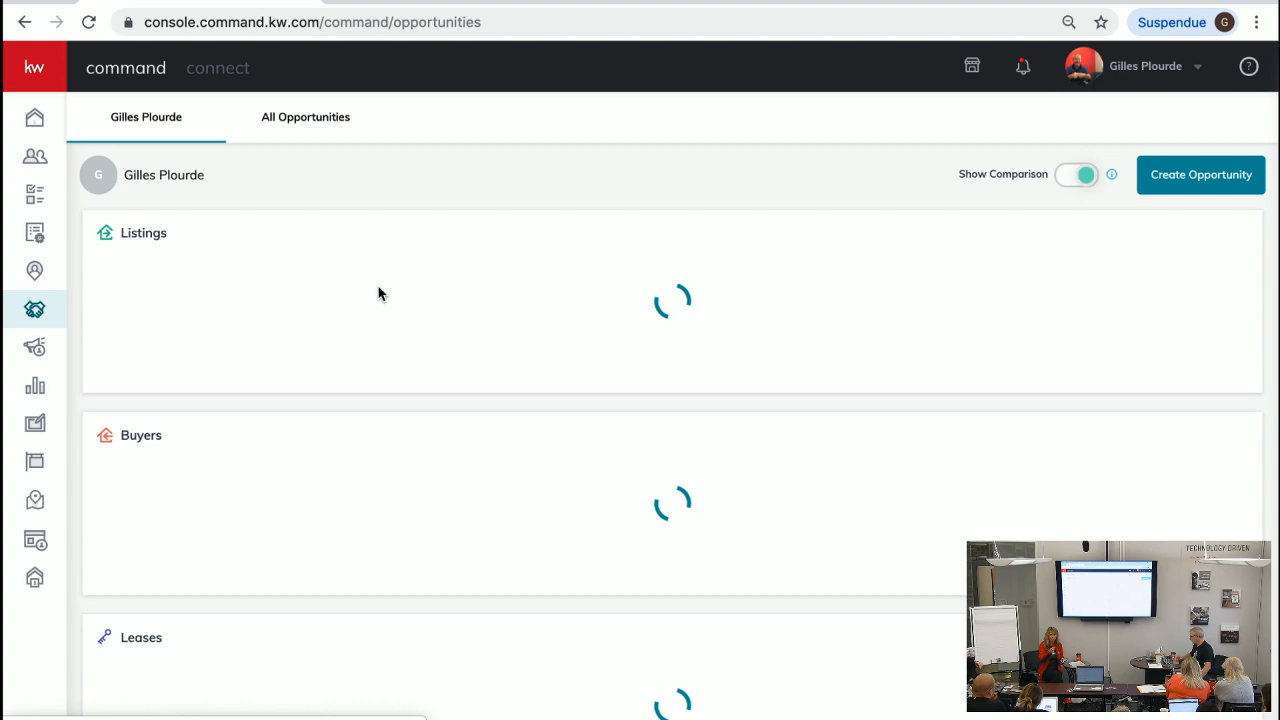 console.command.kw.com/command/opportunities
Suspendue G
kw
command connect
Gilles Plourde
?
Gilles Plourde
All Opportunities
G
Gilles Plourde
Show Comparison
i
Create Opportunity
Listings
Buyers
Leases
TECHNOLOGY DRIVEN